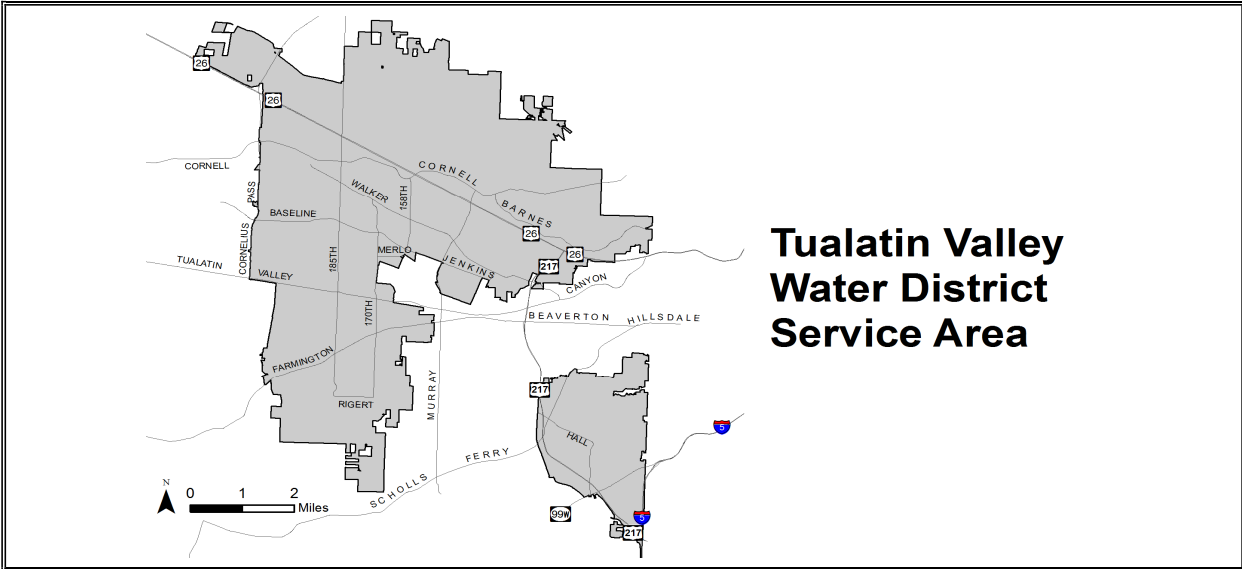 26
26
CORNELL
CORNELL
PASS
WALKER
158TH
BARNES
BASELINE
26
CORNELIUS
185TH
MERLO
26
JENKINS
217
TUALATIN
VALLEY
CANYON
170TH
BEAVERTON
HILLSDALE
FARMINGTON
217
MURRAY
RIGERT
HALL
5
FERRY
SCHOLLS
N
0 1 2
Miles
99W
5
217
Tualatin Valley
Water District
Service Area